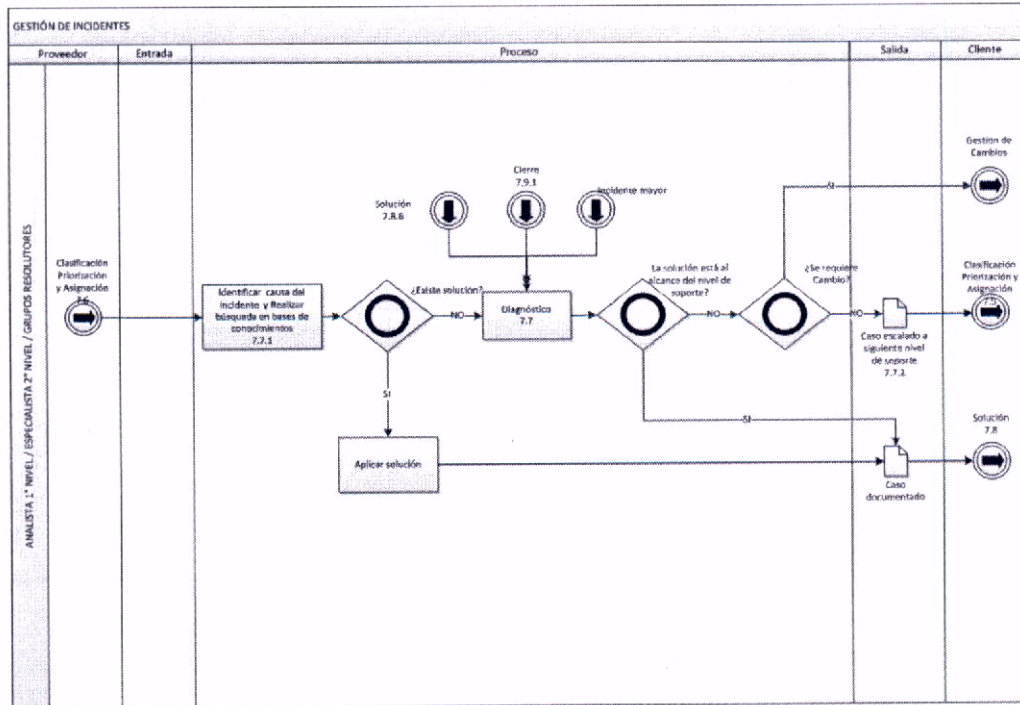 GESTIÓN DE INCIDENTES
Proveedor
Entrada
Proceso
Salida
Cliente
ANALISTA 1° NIVEL / ESPECIALISTA 2° NIVEL / GRUPOS RESOLUTORES
Clasificación
Priorización
y Asignación
7.6
Identificar causa del
incidente y Realizar
búsqueda en bases de
conocimientos
7.7.1
¿Existe solución?
NO
SI
Aplicar solución
Solución
7.8.6
Cierre
7.9.1
Incidente mayor
Diagnóstico
7.7
La solución está al
alcance del nivel de
soporte?
NO
SI
¿Se requiere
Cambio?
SI
NO
Caso escalado a
siguiente nivel
de soporte
7.7.2
Caso
documentado
Gestión de
Cambios
Clasificación
Priorización y
Asignación
Solución
7.8